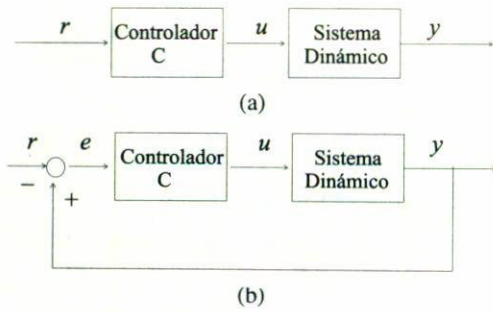 r Controlador C u Sistema Dinámico y
(a)
r e Controlador C u Sistema Dinámico y
− +
(b)